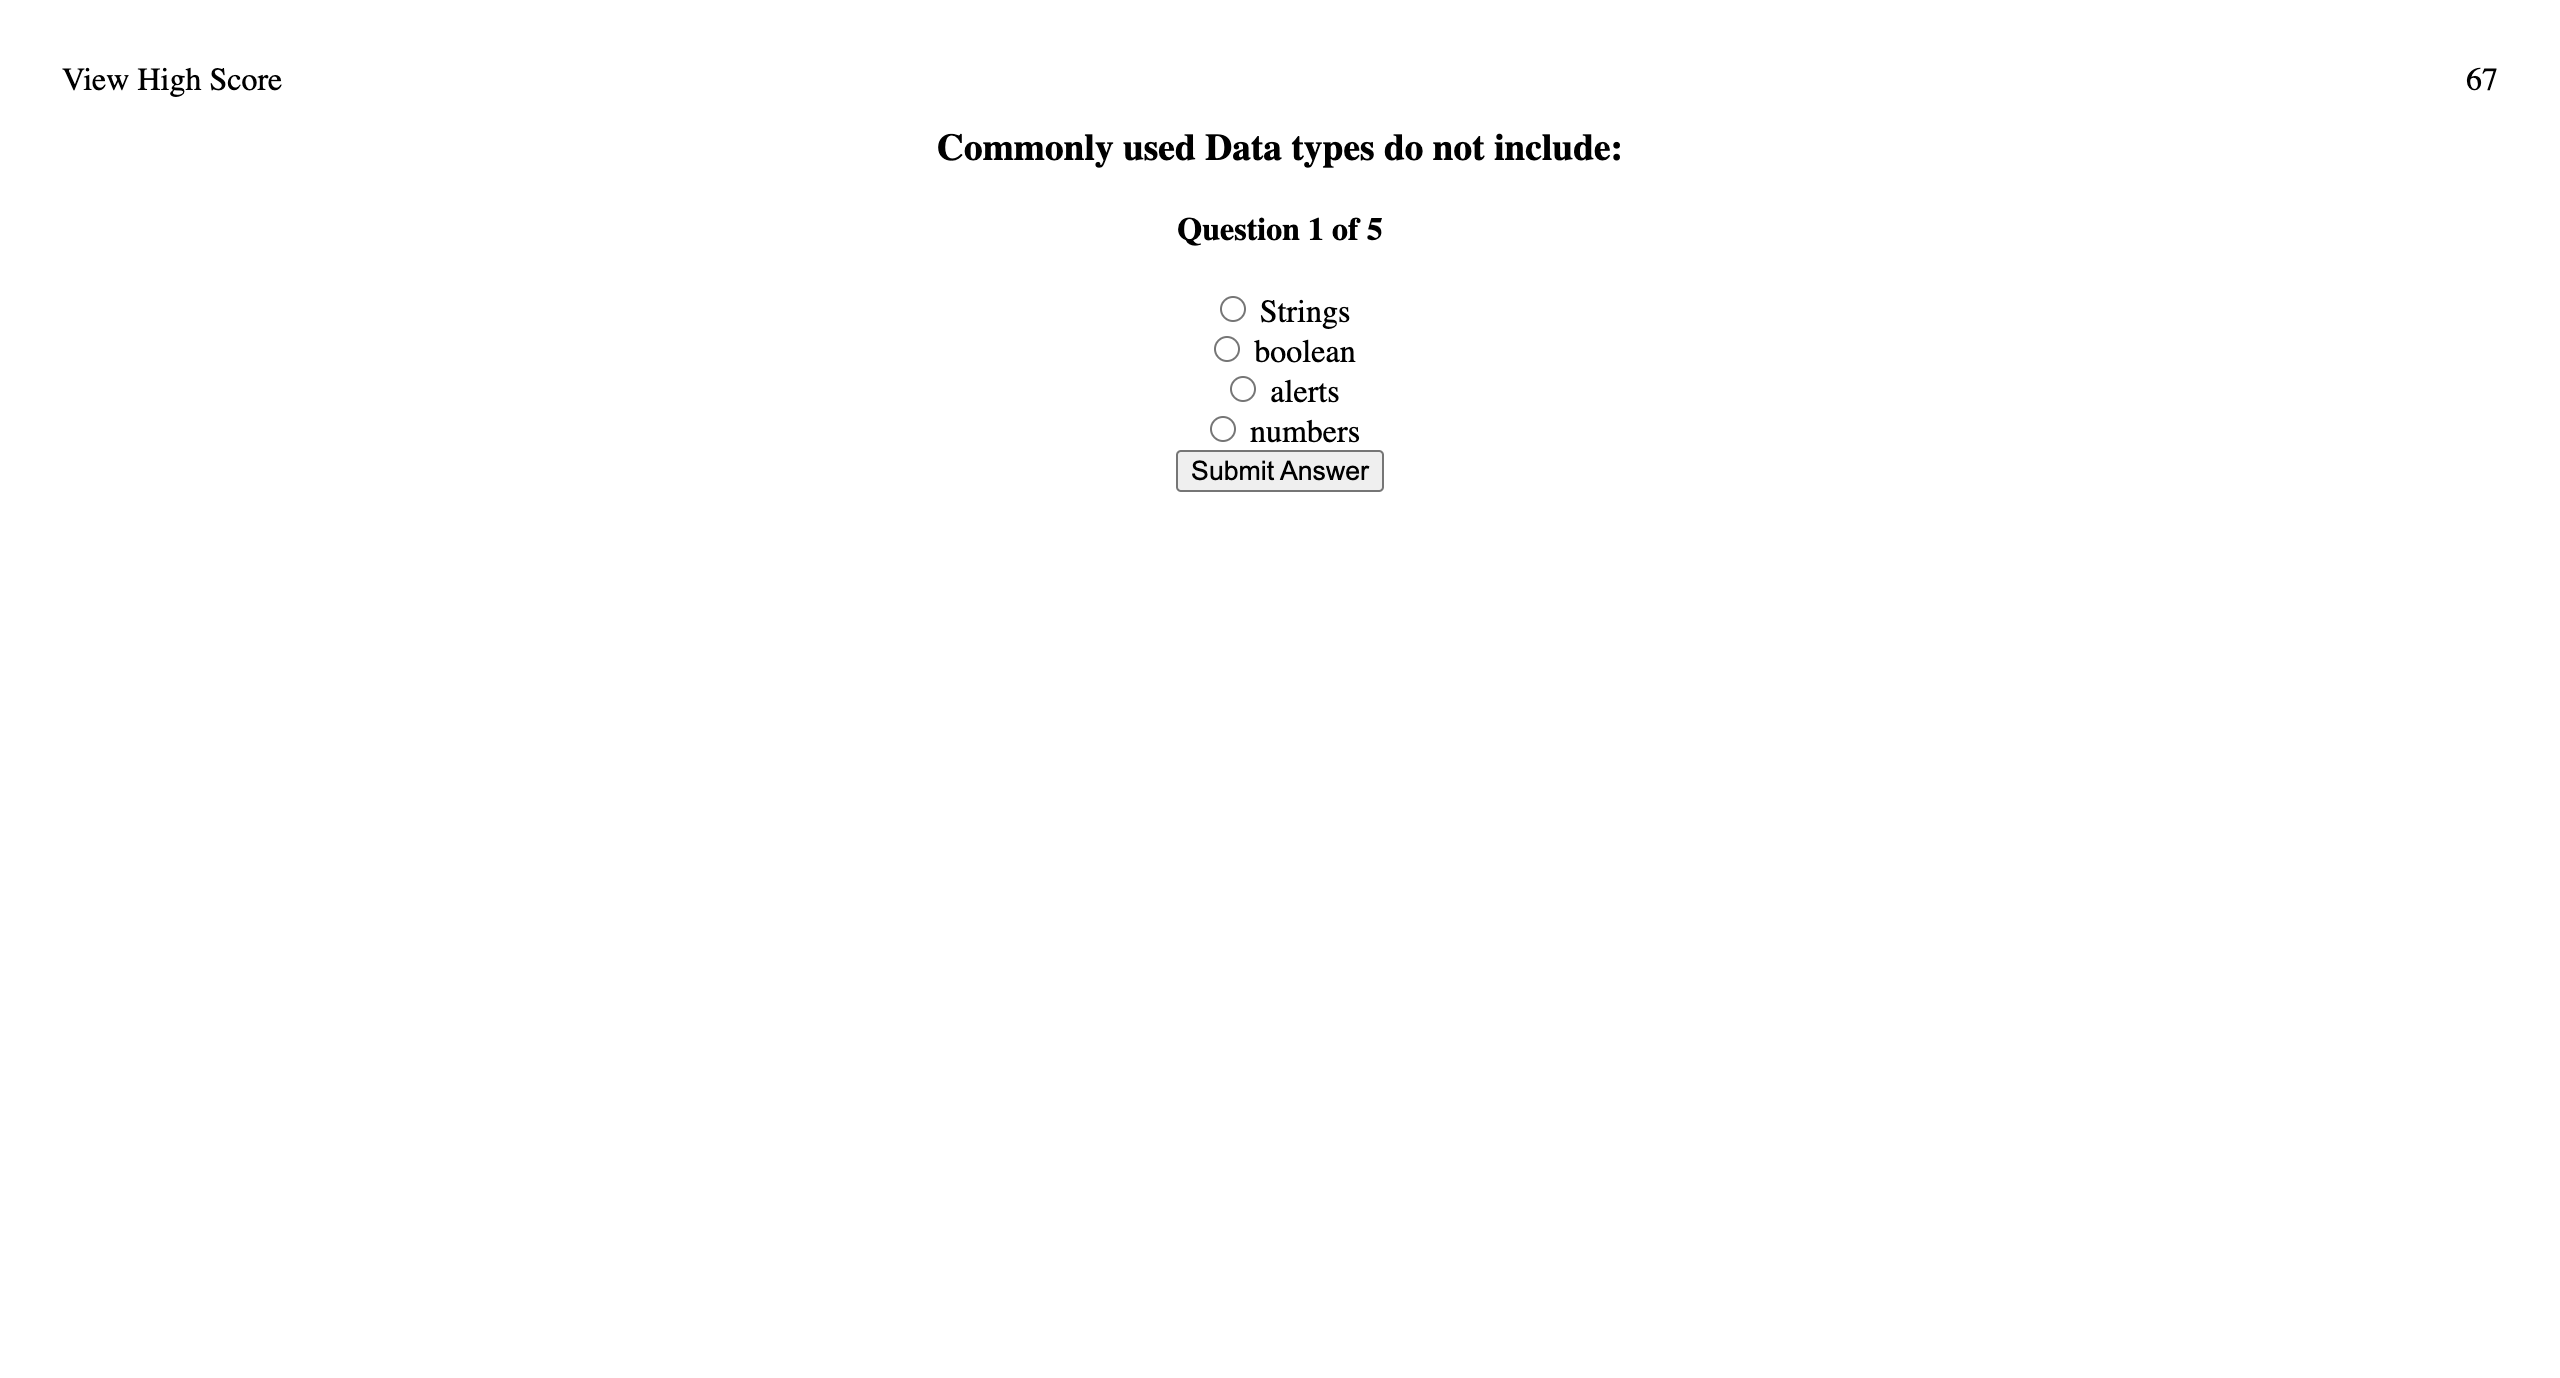 View High Score
67
Commonly used Data types do not include:
Question 1 of 5
Strings
boolean
alerts
numbers
Submit Answer